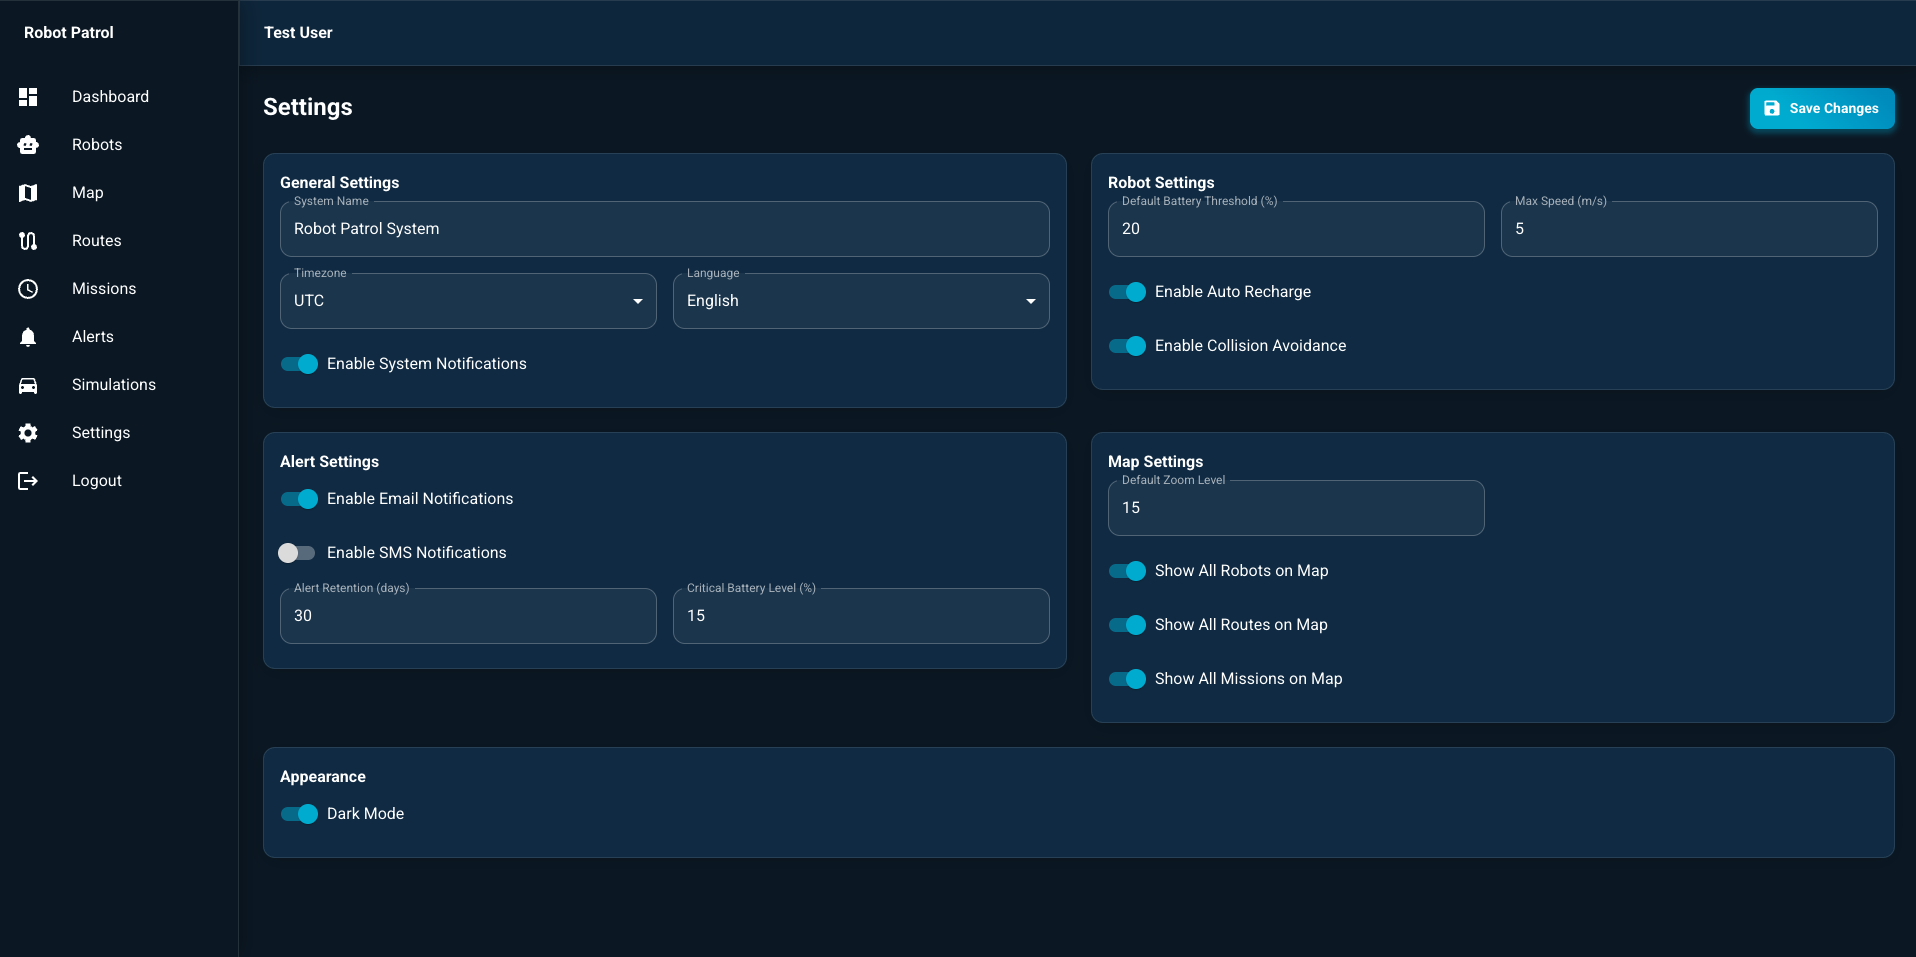 Robot Patrol
Test User
Dashboard
Robots
Map
Routes
Missions
Alerts
Simulations
Settings
Logout
Settings
Save Changes
General Settings
System Name
Robot Patrol System
Timezone
UTC
Language
English
Enable System Notifications
Robot Settings
Default Battery Threshold (%)
20
Max Speed (m/s)
5
Enable Auto Recharge
Enable Collision Avoidance
Alert Settings
Enable Email Notifications
Enable SMS Notifications
Alert Retention (days)
30
Critical Battery Level (%)
15
Map Settings
Default Zoom Level
15
Show All Robots on Map
Show All Routes on Map
Show All Missions on Map
Appearance
Dark Mode